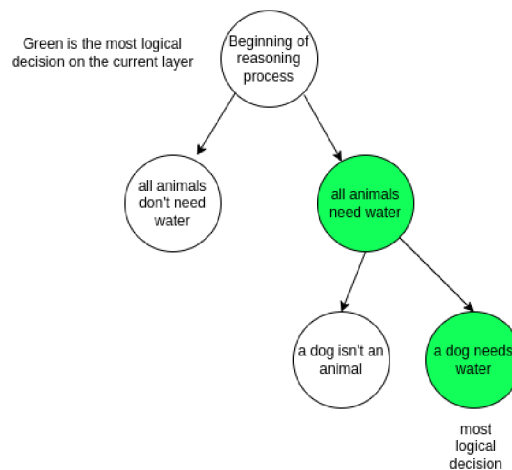 Green is the most logical
decision on the current layer
Beginning of
reasoning
process
all animals
don't need
water
all animals
need water
a dog isn't an
animal
a dog needs
water
most
logical
decision